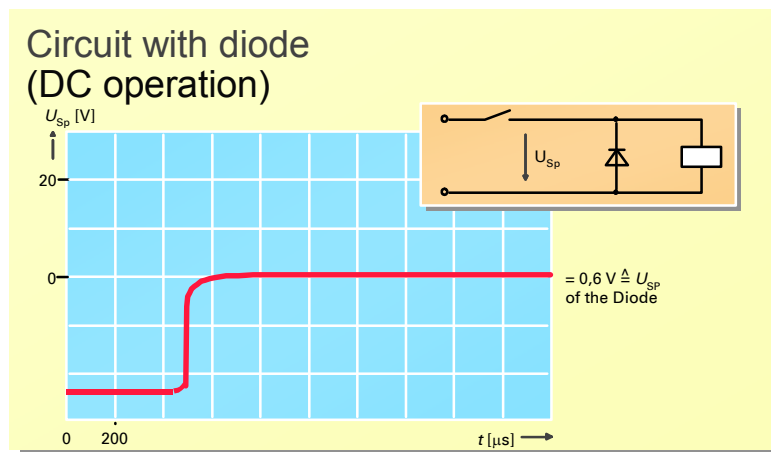 Circuit with diode
(DC operation)
U_Sp [V]
U_Sp
20
0
= 0,6 V ≙ U_SP
of the Diode
0 200 t [µs]